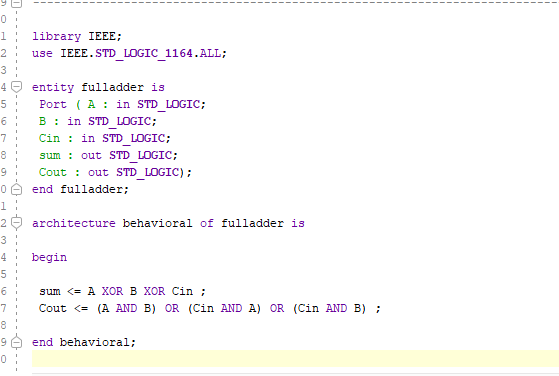 9 --------------------------------------------------------------------------
0
1 library IEEE;
2 use IEEE.STD_LOGIC_1164.ALL;
3
4 entity fulladder is
5 Port ( A : in STD_LOGIC;
6 B : in STD_LOGIC;
7 Cin : in STD_LOGIC;
8 sum : out STD_LOGIC;
9 Cout : out STD_LOGIC);
0 end fulladder;
1
2 architecture behavioral of fulladder is
3
4 begin
5
6 sum <= A XOR B XOR Cin ;
7 Cout <= (A AND B) OR (Cin AND A) OR (Cin AND B) ;
8
9 end behavioral;
0